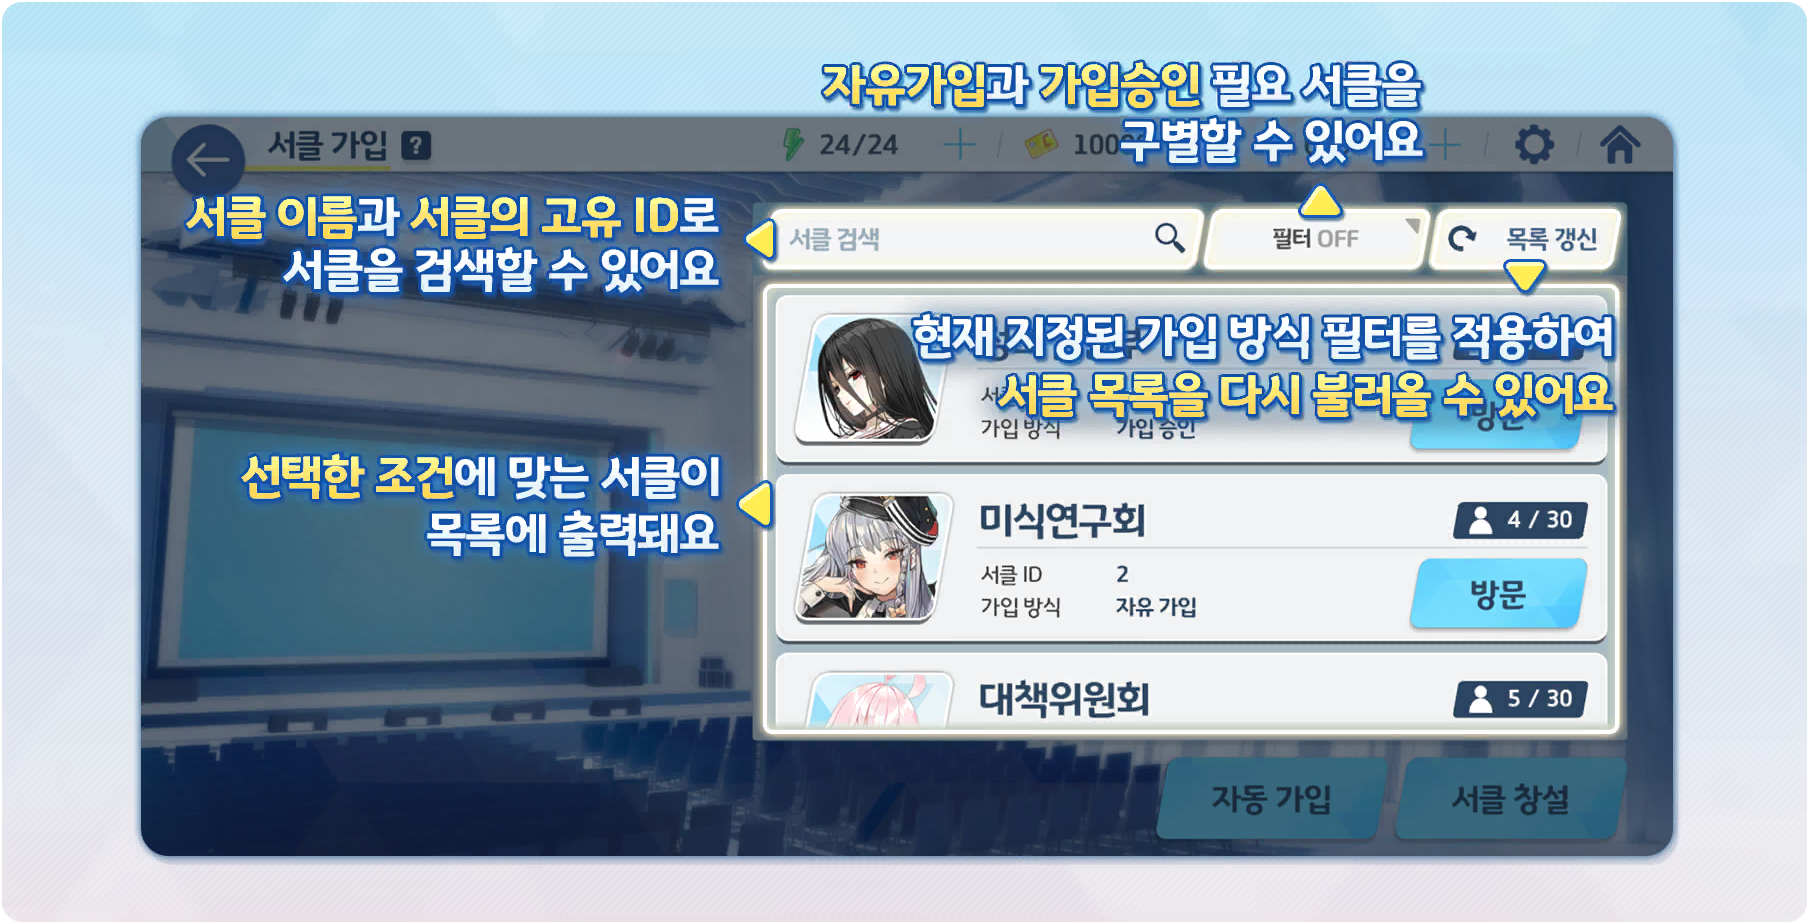 자유가입과 가입승인 필요 서클을
구별할 수 있어요
서클 가입 ?
24/24
100
서클 이름과 서클의 고유 ID로
서클을 검색할 수 있어요
서클 검색
필터 OFF
목록 갱신
현재 지정된 가입 방식 필터를 적용하여
서클 목록을 다시 불러올 수 있어요
가입 방식 가입 승인
방문
선택한 조건에 맞는 서클이
목록에 출력돼요
미식연구회
4 / 30
서클 ID 2
가입 방식 자유 가입
방문
대책위원회
5 / 30
자동 가입
서클 창설